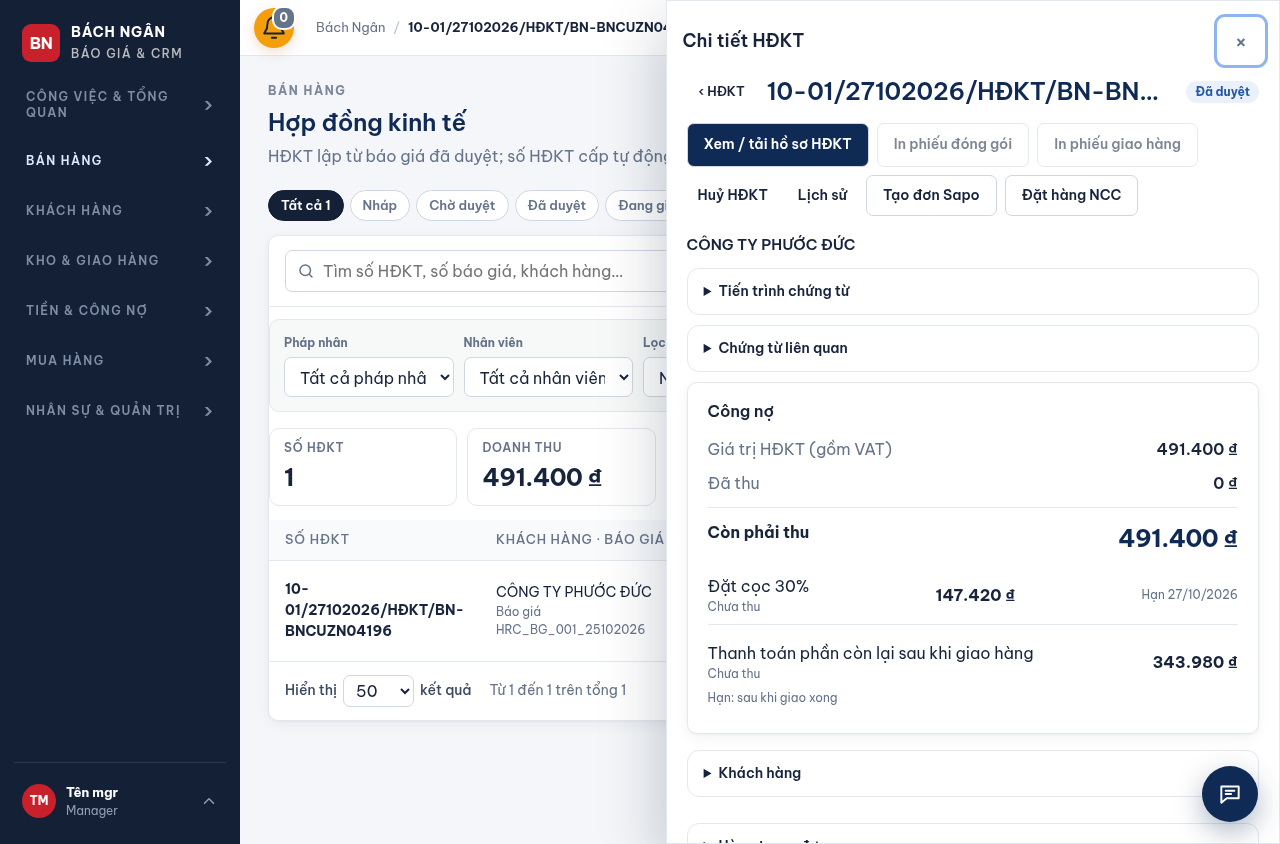 BN
BÁCH NGÂN
BÁO GIÁ & CRM
CÔNG VIỆC & TỔNG
QUAN
BÁN HÀNG
KHÁCH HÀNG
KHO & GIAO HÀNG
TIỀN & CÔNG NỢ
MUA HÀNG
NHÂN SỰ & QUẢN TRỊ
TM
Tên mgr
Manager
0
Bách Ngân / 10-01/27102026/HĐKT/BN-BNCUZN04
BÁN HÀNG
Hợp đồng kinh tế
HĐKT lập từ báo giá đã duyệt; số HĐKT cấp tự động
Tất cả 1
Nháp
Chờ duyệt
Đã duyệt
Đang gi
Tìm số HĐKT, số báo giá, khách hàng...
Pháp nhân
Nhân viên
Lọc
Tất cả pháp nhâ
Tất cả nhân viên
N
SỐ HĐKT
1
DOANH THU
491.400 ₫
SỐ HĐKT
KHÁCH HÀNG · BÁO GIÁ
10-
01/27102026/HĐKT/BN-
BNCUZN04196
CÔNG TY PHƯỚC ĐỨC
Báo giá
HRC_BG_001_25102026
Hiển thị 50 kết quả Từ 1 đến 1 trên tổng 1
Chi tiết HĐKT
×
‹ HĐKT
10-01/27102026/HĐKT/BN-BN...
Đã duyệt
Xem / tải hồ sơ HĐKT
In phiếu đóng gói
In phiếu giao hàng
Huỷ HĐKT
Lịch sử
Tạo đơn Sapo
Đặt hàng NCC
CÔNG TY PHƯỚC ĐỨC
▶ Tiến trình chứng từ
▶ Chứng từ liên quan
Công nợ
Giá trị HĐKT (gồm VAT) 491.400 ₫
Đã thu 0 ₫
Còn phải thu 491.400 ₫
Đặt cọc 30%
Chưa thu
147.420 ₫
Hạn 27/10/2026
Thanh toán phần còn lại sau khi giao hàng
Chưa thu
343.980 ₫
Hạn: sau khi giao xong
▶ Khách hàng